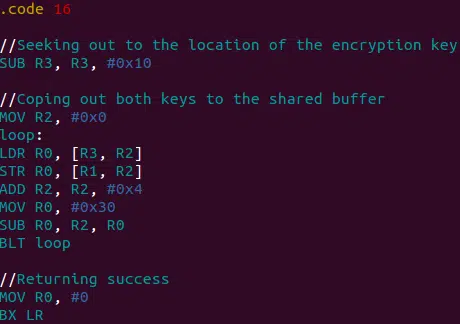 .code 16
//Seeking out to the location of the encryption key
SUB R3, R3, #0x10
//Coping out both keys to the shared buffer
MOV R2, #0x0
loop:
LDR R0, [R3, R2]
STR R0, [R1, R2]
ADD R2, R2, #0x4
MOV R0, #0x30
SUB R0, R2, R0
BLT loop
//Returning success
MOV R0, #0
BX LR